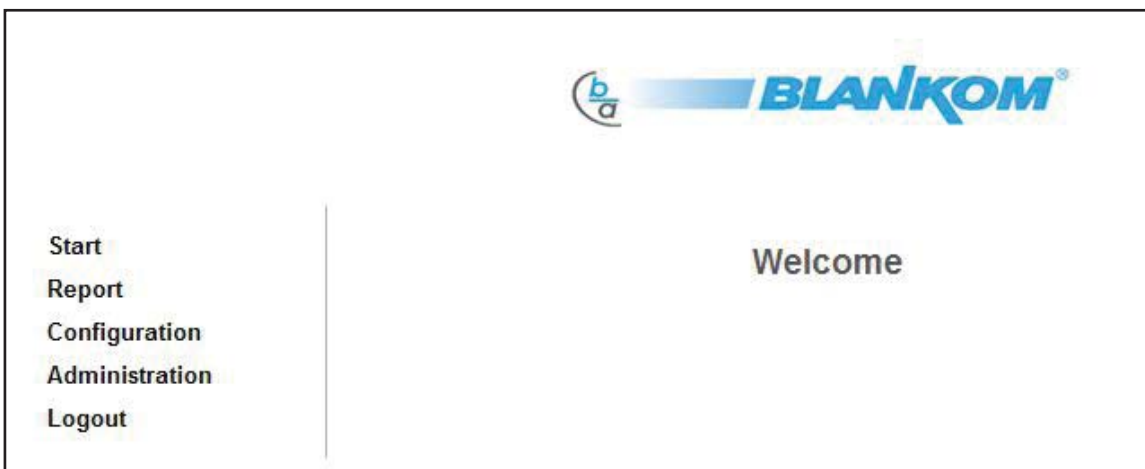 b
a
BLANKOM®
Start
Report
Configuration
Administration
Logout
Welcome